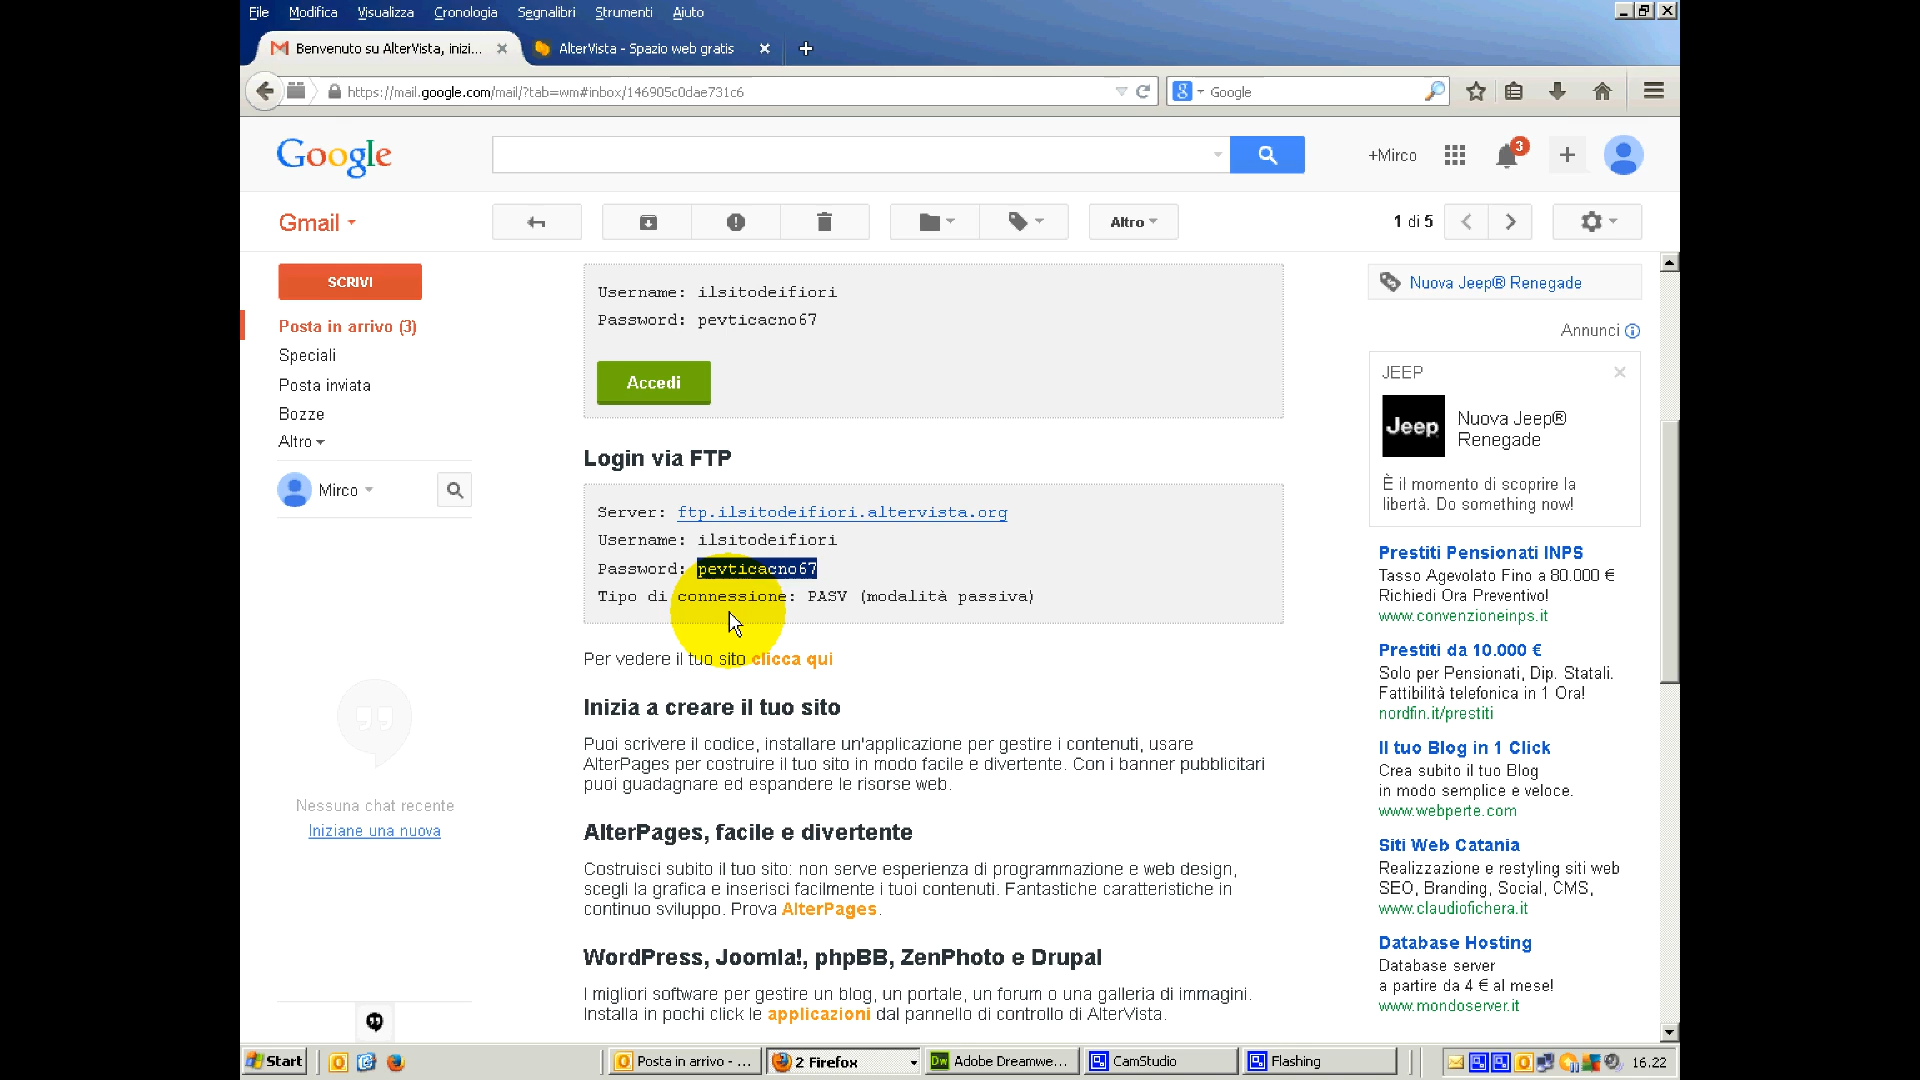 File Modifica Visualizza Cronologia Segnalibri Strumenti Aiuto
Benvenuto su AlterVista, inizi...
AlterVista - Spazio web gratis
https://mail.google.com/mail/?tab=wm#inbox/146905c0dae731c6
Google
Google
+Mirco
3
Gmail
Altro
1 di 5
SCRIVI
Posta in arrivo (3)
Speciali
Posta inviata
Bozze
Altro
Mirco
Nessuna chat recente
Iniziane una nuova
Username: ilsitodeifiori
Password: pevticacno67
Accedi
Login via FTP
Server: ftp.ilsitodeifiori.altervista.org
Username: ilsitodeifiori
Password: pevticacno67
Tipo di connessione: PASV (modalità passiva)
Per vedere il tuo sito clicca qui
Inizia a creare il tuo sito
Puoi scrivere il codice, installare un'applicazione per gestire i contenuti, usare
AlterPages per costruire il tuo sito in modo facile e divertente. Con i banner pubblicitari
puoi guadagnare ed espandere le risorse web.
AlterPages, facile e divertente
Costruisci subito il tuo sito: non serve esperienza di programmazione e web design,
scegli la grafica e inserisci facilmente i tuoi contenuti. Fantastiche caratteristiche in
continuo sviluppo. Prova AlterPages.
WordPress, Joomla!, phpBB, ZenPhoto e Drupal
I migliori software per gestire un blog, un portale, un forum o una galleria di immagini.
Installa in pochi click le applicazioni dal pannello di controllo di AlterVista.
Nuova Jeep® Renegade
Annunci
JEEP
Jeep
Nuova Jeep®
Renegade
È il momento di scoprire la
libertà. Do something now!
Prestiti Pensionati INPS
Tasso Agevolato Fino a 80.000 €
Richiedi Ora Preventivo!
www.convenzioneinps.it
Prestiti da 10.000 €
Solo per Pensionati, Dip. Statali.
Fattibilità telefonica in 1 Ora!
nordfin.it/prestiti
Il tuo Blog in 1 Click
Crea subito il tuo Blog
in modo semplice e veloce.
www.webperte.com
Siti Web Catania
Realizzazione e restyling siti web
SEO, Branding, Social, CMS,
www.claudiofichera.it
Database Hosting
Database server
a partire da 4 € al mese!
www.mondoserver.it
Start
Posta in arrivo - ...
2 Firefox
Dw Adobe Dreamwe...
CamStudio
Flashing
16.22